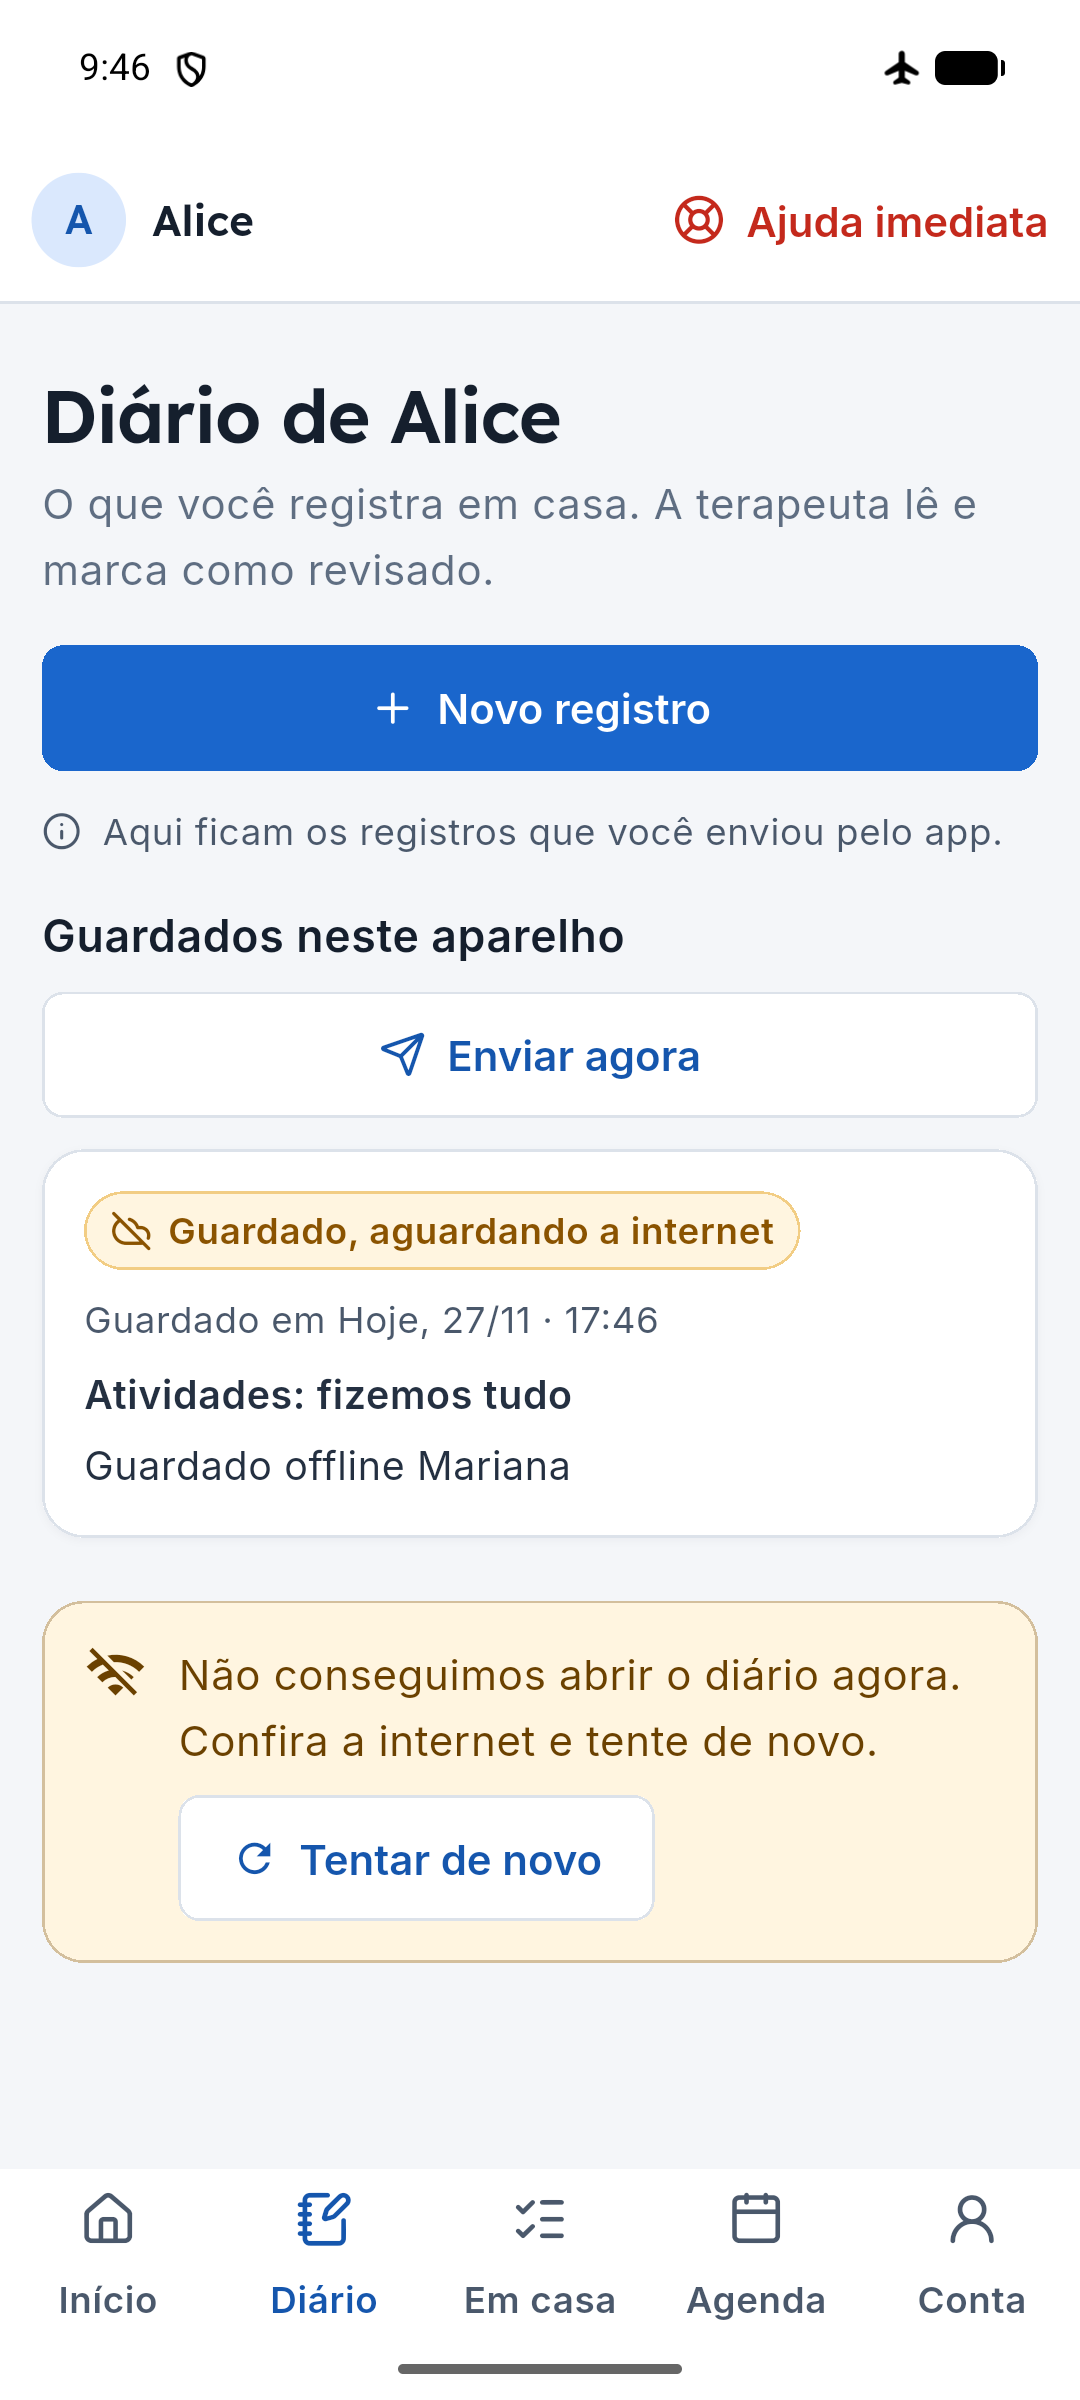 9:46
A Alice
Ajuda imediata
Diário de Alice
O que você registra em casa. A terapeuta lê e
marca como revisado.
Novo registro
Aqui ficam os registros que você enviou pelo app.
Guardados neste aparelho
Enviar agora
Guardado, aguardando a internet
Guardado em Hoje, 27/11 · 17:46
Atividades: fizemos tudo
Guardado offline Mariana
Não conseguimos abrir o diário agora.
Confira a internet e tente de novo.
Tentar de novo
Início
Diário
Em casa
Agenda
Conta